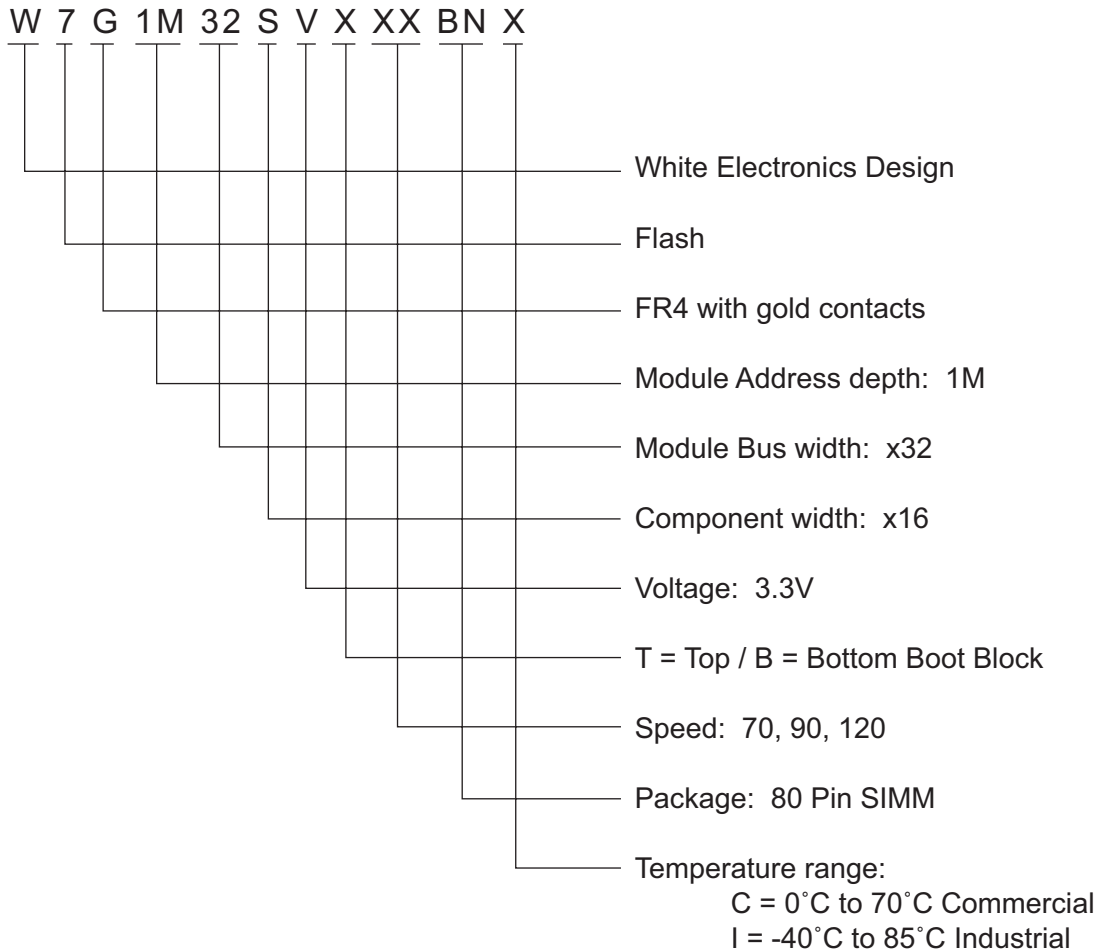 W 7 G 1M 32 S V X XX BN X
White Electronics Design
Flash
FR4 with gold contacts
Module Address depth: 1M
Module Bus width: x32
Component width: x16
Voltage: 3.3V
T = Top / B = Bottom Boot Block
Speed: 70, 90, 120
Package: 80 Pin SIMM
Temperature range:
C = 0˚C to 70˚C Commercial
I = -40˚C to 85˚C Industrial